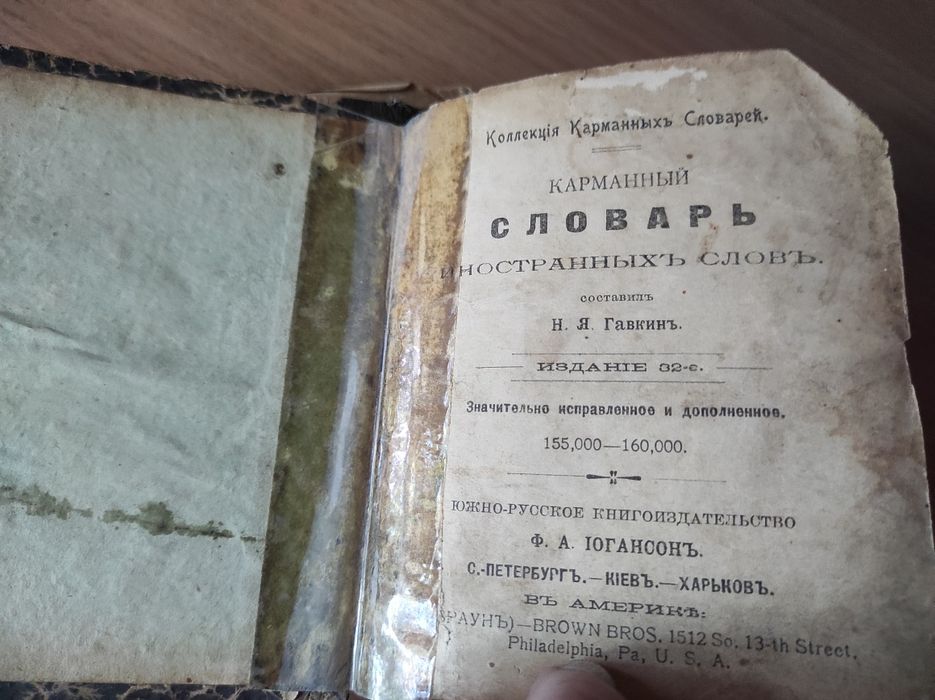 Коллекція Карманныхъ Словарей.
КАРМАННЫЙ
СЛОВАРЬ
ИНОСТРАННЫХЪ СЛОВЪ.
СОСТАВИЛЪ
Н. Я. Гавкинъ.
ИЗДАНІЕ 32-е.
Значительно исправленное и дополненное.
155,000—160,000.
ЮЖНО-РУССКОЕ КНИГОИЗДАТЕЛЬСТВО
Ф. А. ІОГАНСОНЪ.
С.-ПЕТЕРБУРГЪ.—КІЕВЪ.—ХАРЬКОВЪ.
ВЪ АМЕРИКѢ:
БРАУНЪ)—BROWN BROS. 1512 So. 13-th Street,
Philadelphia, Pa, U. S. A.